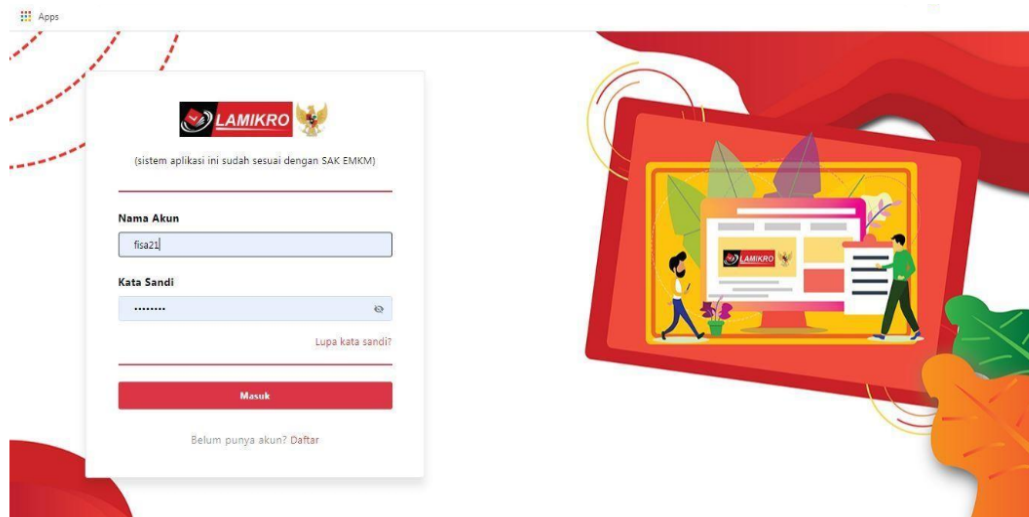 Apps
LAMIKRO
(sistem aplikasi ini sudah sesuai dengan SAK EMKM)
Nama Akun
fisa21
Kata Sandi
••••••••
Lupa kata sandi?
Masuk
Belum punya akun? Daftar
LAMIKRO